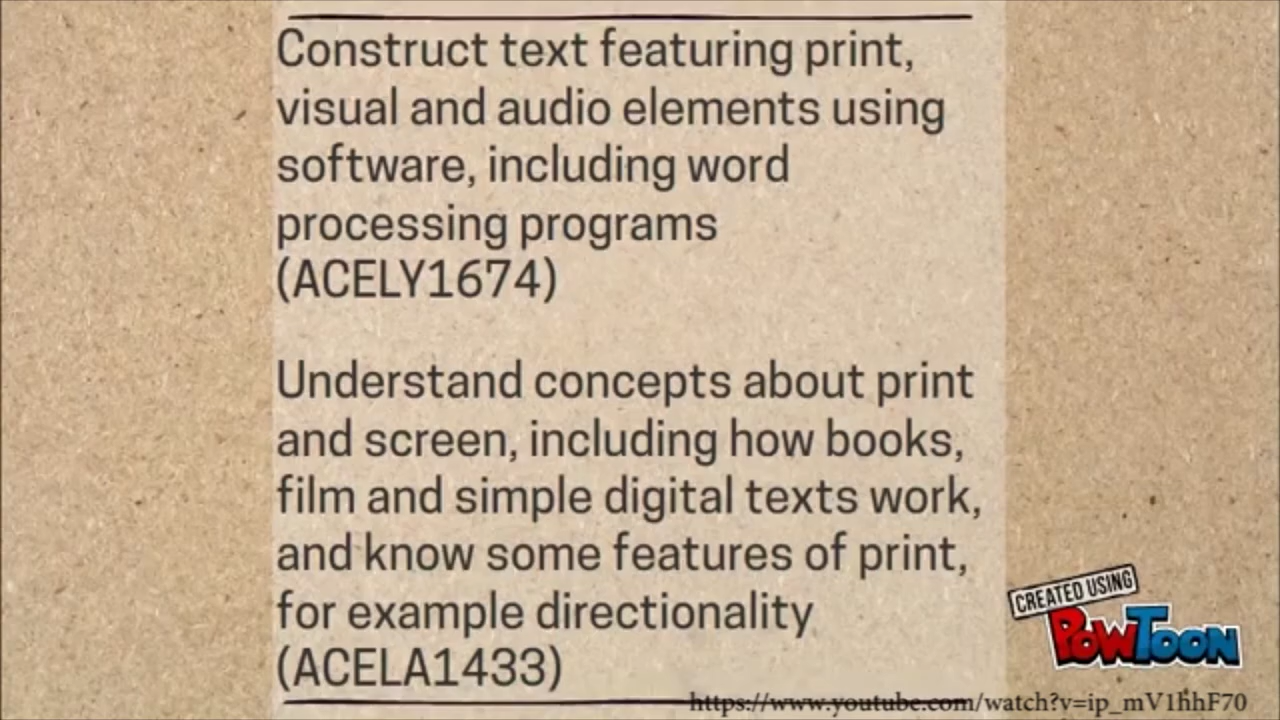 Construct text featuring print,
visual and audio elements using
software, including word
processing programs
(ACELY1674)
Understand concepts about print
and screen, including how books,
film and simple digital texts work,
and know some features of print,
for example directionality
(ACELA1433)
CREATED USING
POWTOON
https://www.youtube.com/watch?v=ip_mV1hhF70